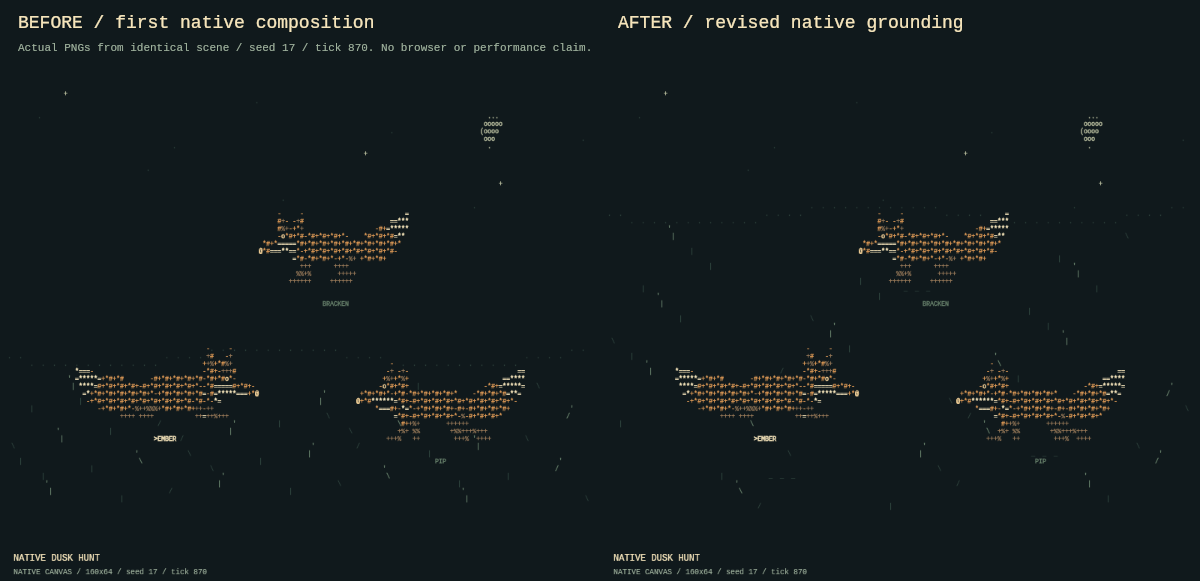 BEFORE / first native composition
AFTER / revised native grounding
Actual PNGs from identical scene / seed 17 / tick 870. No browser or performance claim.
BRACKEN
BRACKEN
>EMBER
>EMBER
PIP
PIP
NATIVE DUSK HUNT
NATIVE DUSK HUNT
NATIVE CANVAS / 160x64 / seed 17 / tick 870
NATIVE CANVAS / 160x64 / seed 17 / tick 870